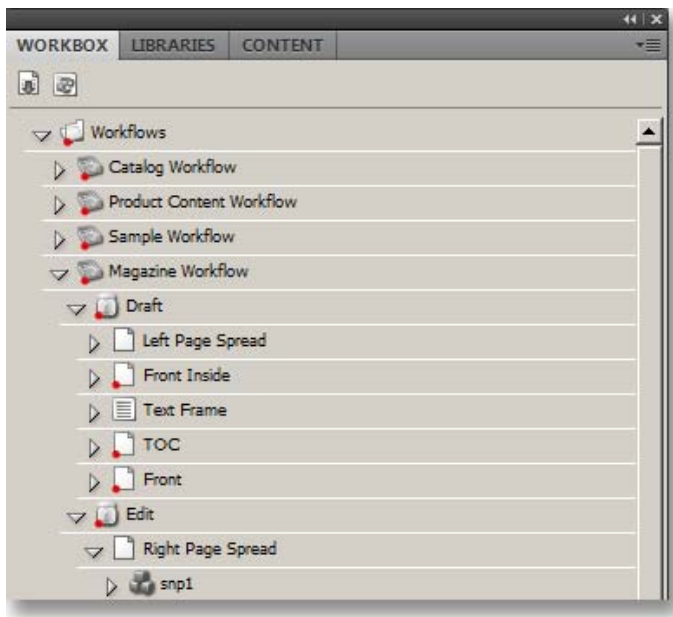 WORKBOX LIBRARIES CONTENT
Workflows
Catalog Workflow
Product Content Workflow
Sample Workflow
Magazine Workflow
Draft
Left Page Spread
Front Inside
Text Frame
TOC
Front
Edit
Right Page Spread
snp1